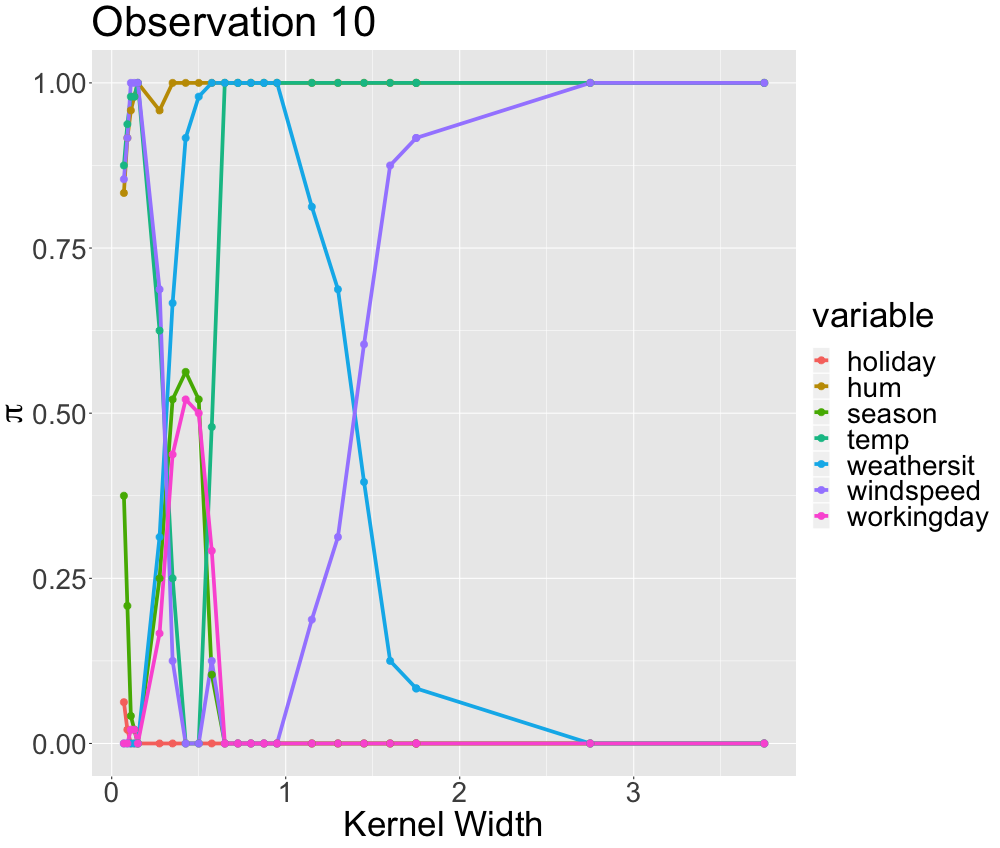 Observation 10
1.00
0.75
0.50
0.25
0.00
π
0
1
2
3
Kernel Width
variable
holiday
hum
season
temp
weathersit
windspeed
workingday